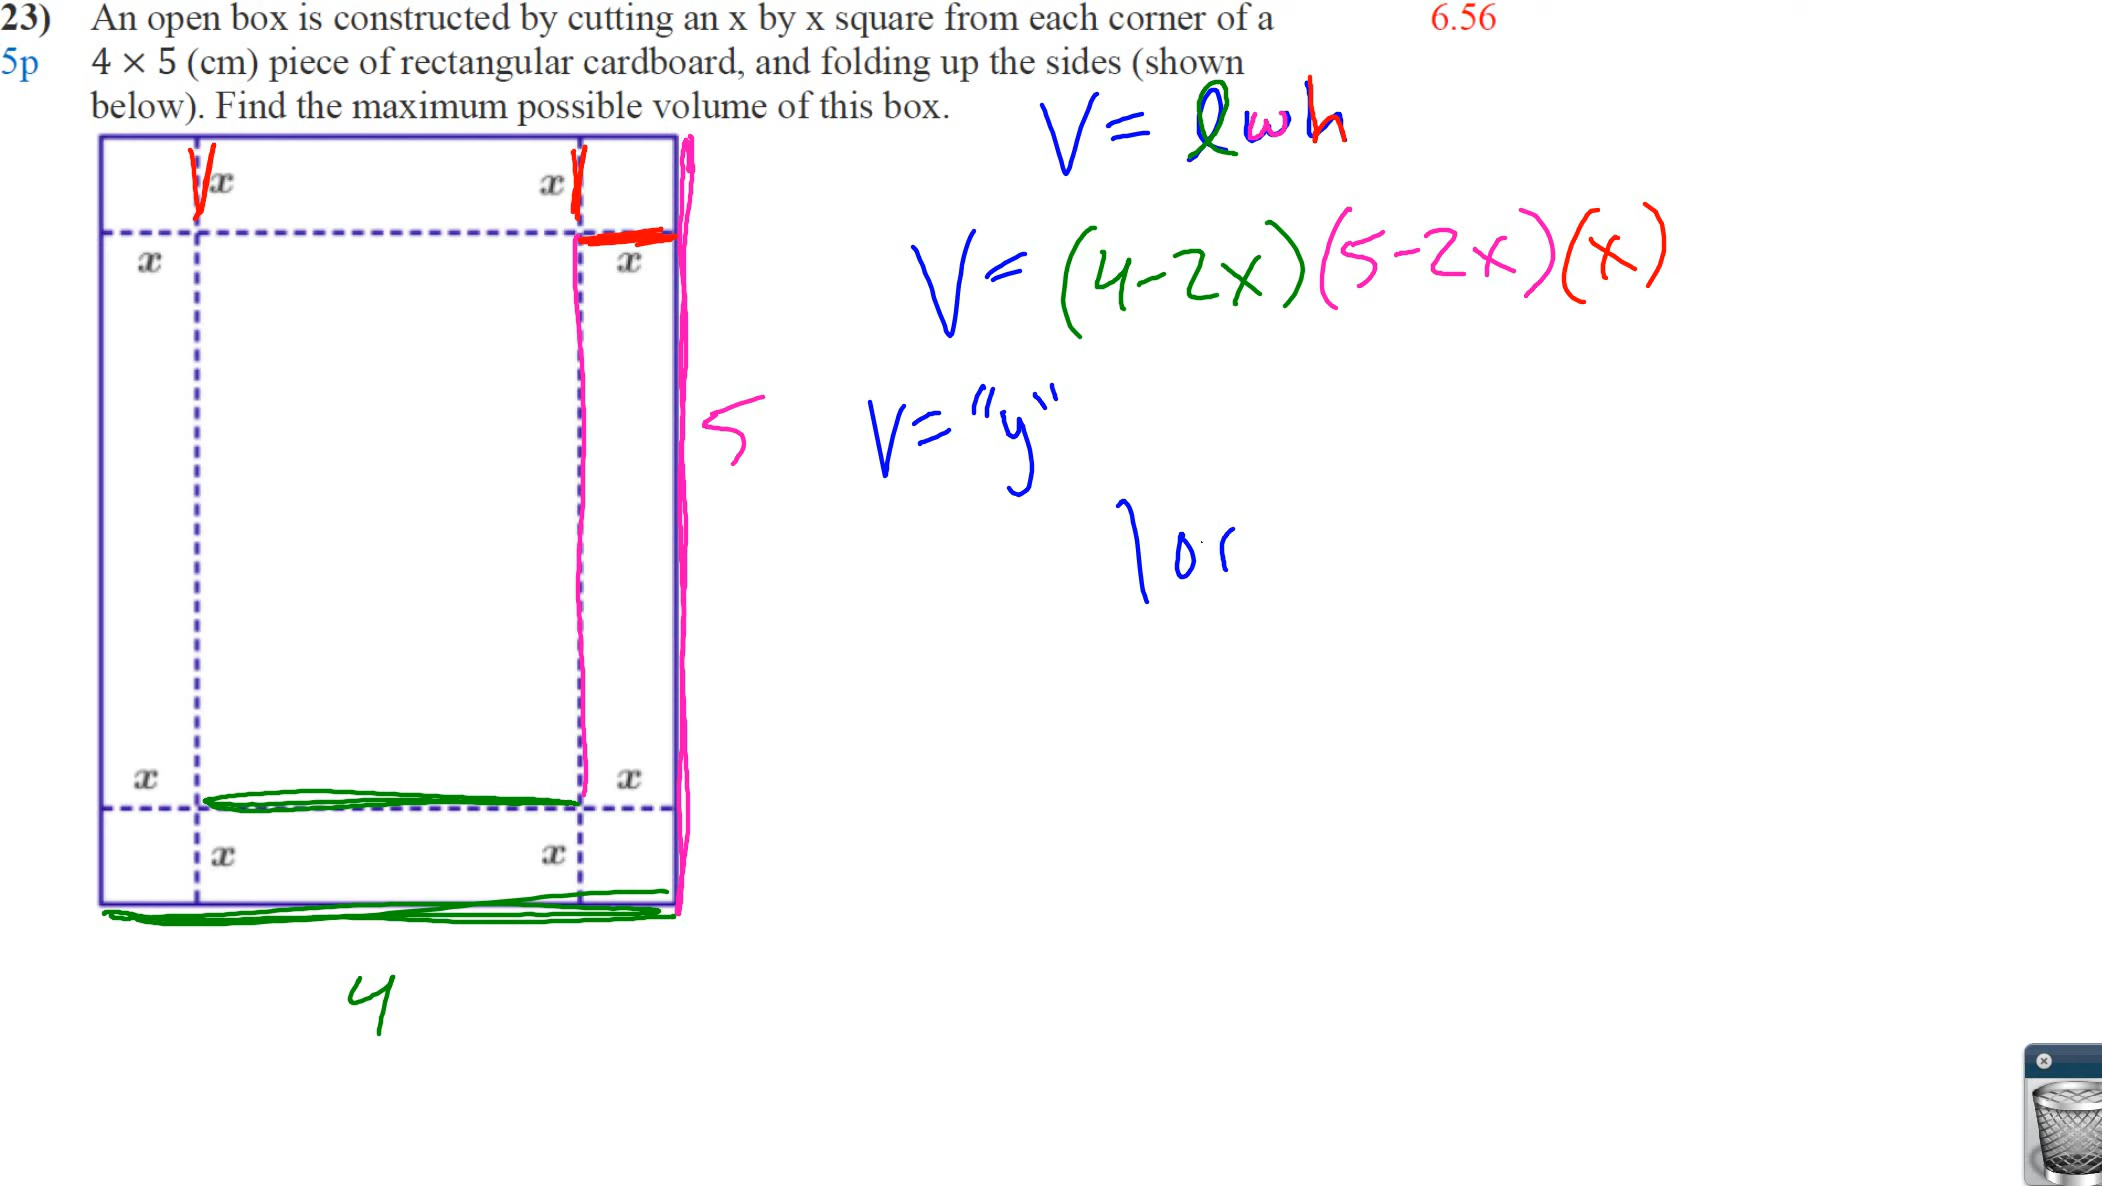 23) An open box is constructed by cutting an x by x square from each corner of a 6.56
5p 4 × 5 (cm) piece of rectangular cardboard, and folding up the sides (shown
below). Find the maximum possible volume of this box.
V = lwh
x x
V = (4-2x)(5-2x)(x)
x x
V = "y"
5
1 or
x x
x x
4